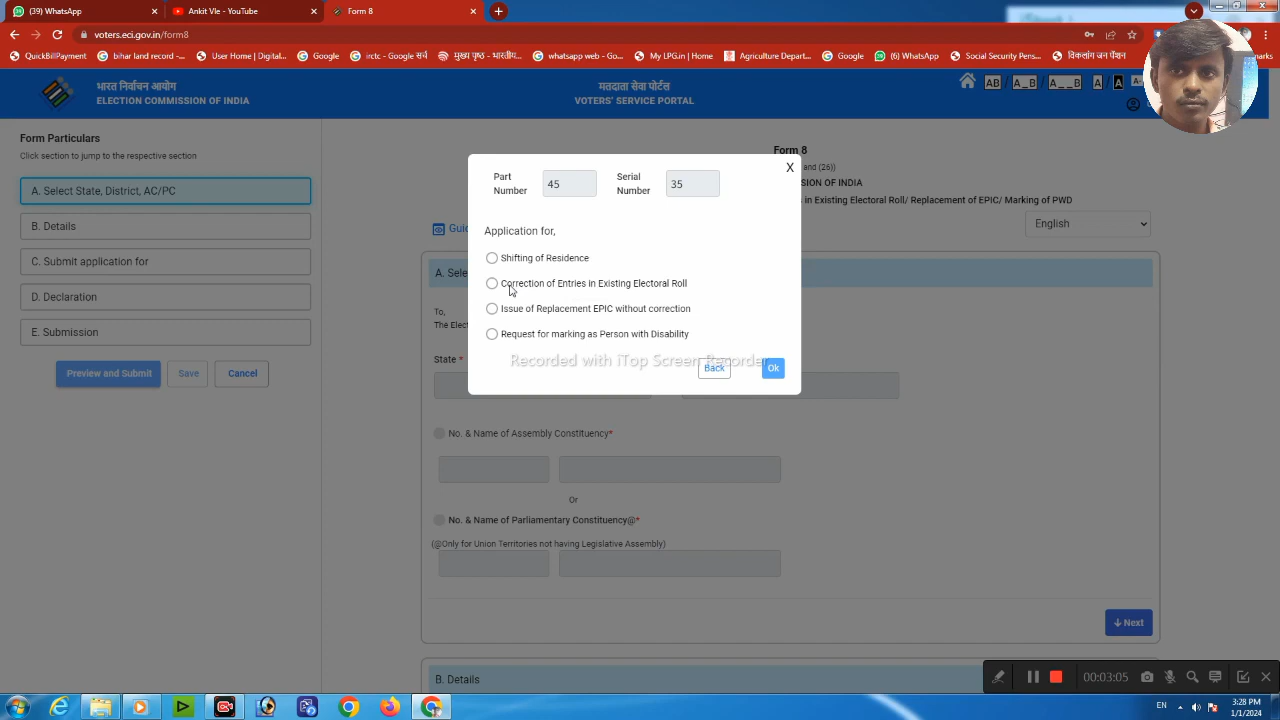 (39) WhatsApp
Ankit Vle - YouTube
Form 8
voters.eci.gov.in/form8
QuickBillPayment
bihar land record -...
User Home | Digital...
Google
irctc - Google सर्च
मुख्य पृष्ठ - भारतीय...
whatsapp web - Go...
My LPG.in | Home
Agriculture Depart...
Google
(6) WhatsApp
Social Security Pens...
विकलांग जन पेंशन
भारत निर्वाचन आयोग
ELECTION COMMISSION OF INDIA
मतदाता सेवा पोर्टल
VOTERS' SERVICE PORTAL
AB / A_B / A__B
A / A
Form Particulars
Click section to jump to the respective section
A. Select State, District, AC/PC
B. Details
C. Submit application for
D. Declaration
E. Submission
Preview and Submit
Save
Cancel
Form 8
and (26))
SION OF INDIA
s in Existing Electoral Roll/ Replacement of EPIC/ Marking of PWD
English
X
Part Number
45
Serial Number
35
Application for,
Shifting of Residence
Correction of Entries in Existing Electoral Roll
Issue of Replacement EPIC without correction
Request for marking as Person with Disability
Recorded with iTop Screen Recorder
Back
Ok
To,
State *
No. & Name of Assembly Constituency*
Or
No. & Name of Parliamentary Constituency@*
(@Only for Union Territories not having Legislative Assembly)
Next
B. Details
00:03:05
EN
3:28 PM
1/1/2024